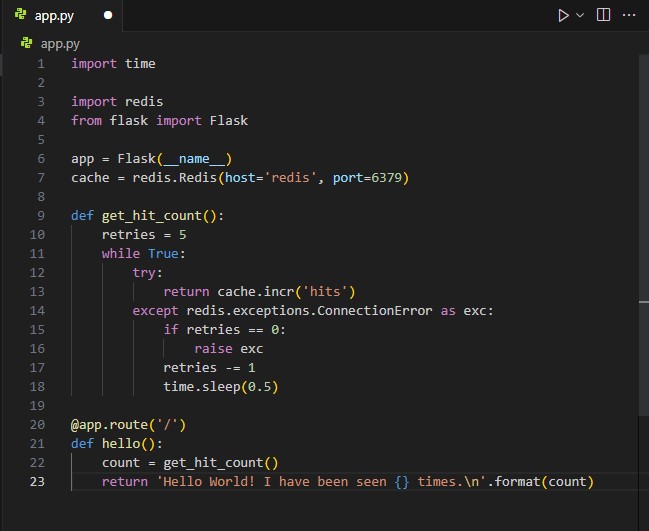 app.py
app.py
1 import time
2
3 import redis
4 from flask import Flask
5
6 app = Flask(__name__)
7 cache = redis.Redis(host='redis', port=6379)
8
9 def get_hit_count():
10     retries = 5
11     while True:
12         try:
13             return cache.incr('hits')
14         except redis.exceptions.ConnectionError as exc:
15             if retries == 0:
16                 raise exc
17             retries -= 1
18             time.sleep(0.5)
19
20 @app.route('/')
21 def hello():
22     count = get_hit_count()
23     return 'Hello World! I have been seen {} times.\n'.format(count)